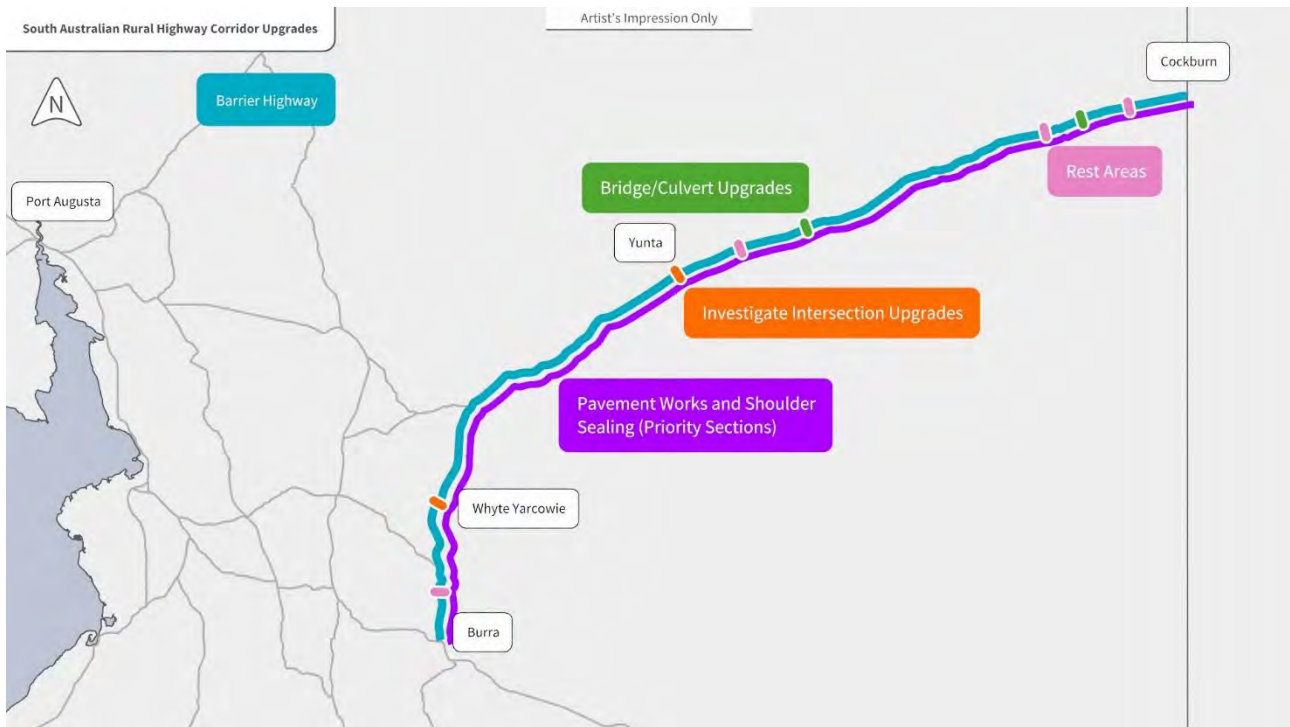 South Australian Rural Highway Corridor Upgrades
Artist's Impression Only
Cockburn
N
Barrier Highway
Rest Areas
Bridge/Culvert Upgrades
Port Augusta
Yunta
Investigate Intersection Upgrades
Pavement Works and Shoulder
Sealing (Priority Sections)
Whyte Yarcowie
Burra